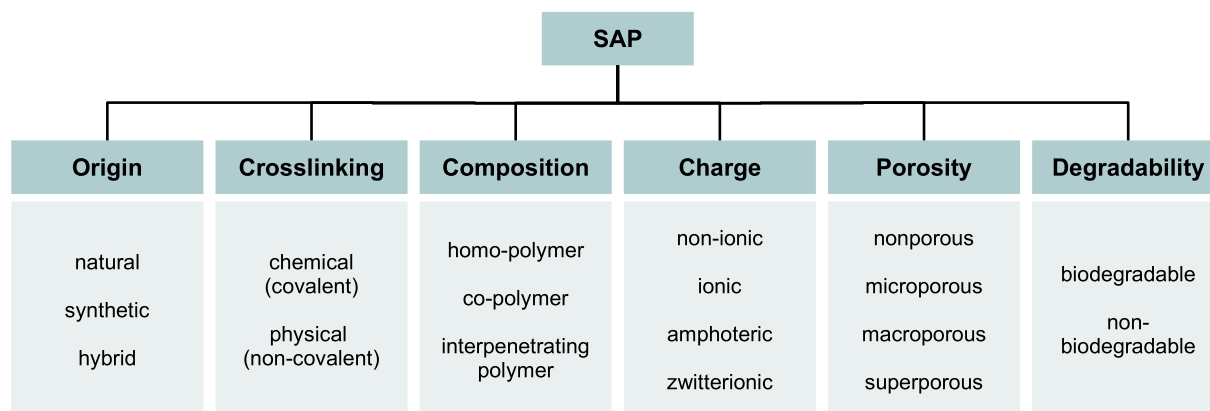 SAP
Origin
Crosslinking
Composition
Charge
Porosity
Degradability
natural
synthetic
hybrid
chemical
(covalent)
physical
(non-covalent)
homo-polymer
co-polymer
interpenetrating
polymer
non-ionic
ionic
amphoteric
zwitterionic
nonporous
microporous
macroporous
superporous
biodegradable
non-
biodegradable